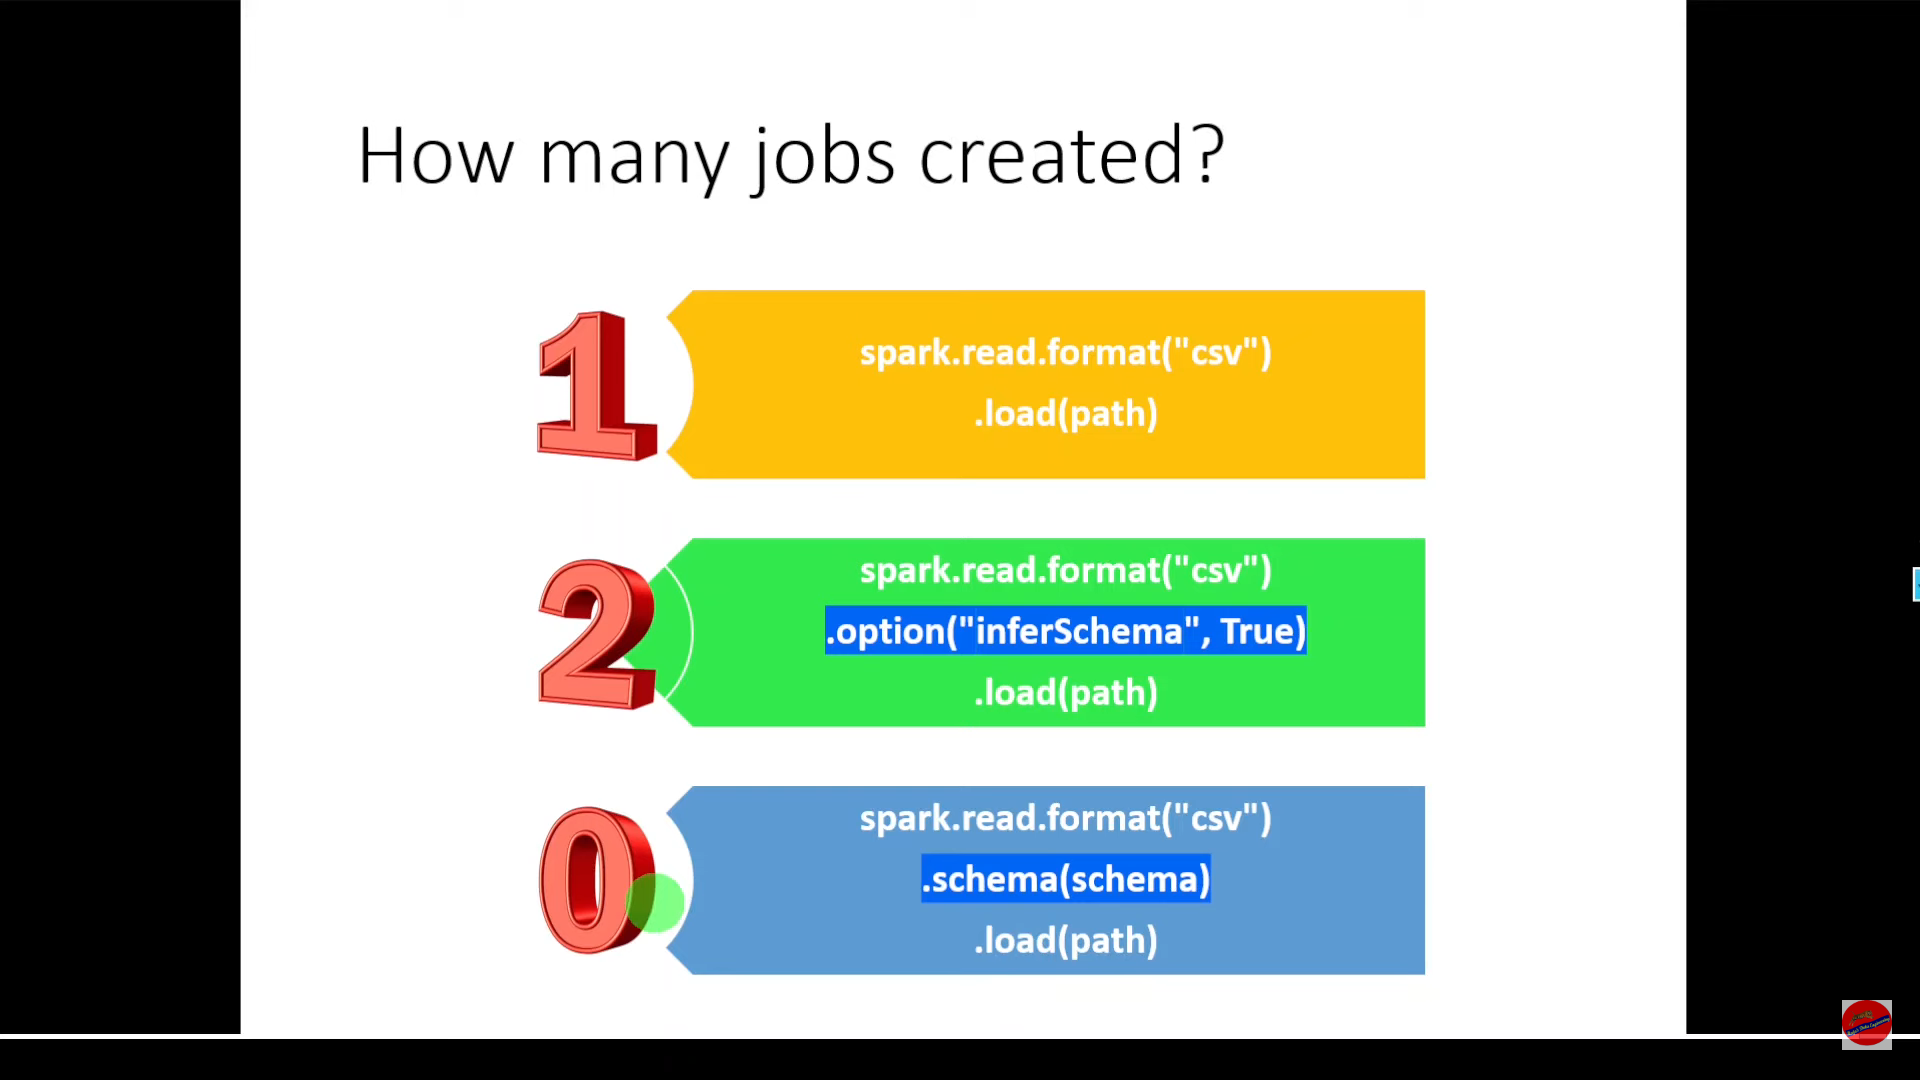 How many jobs created?
1
spark.read.format("csv")
.load(path)
2
spark.read.format("csv")
.option("inferSchema", True)
.load(path)
0
spark.read.format("csv")
.schema(schema)
.load(path)